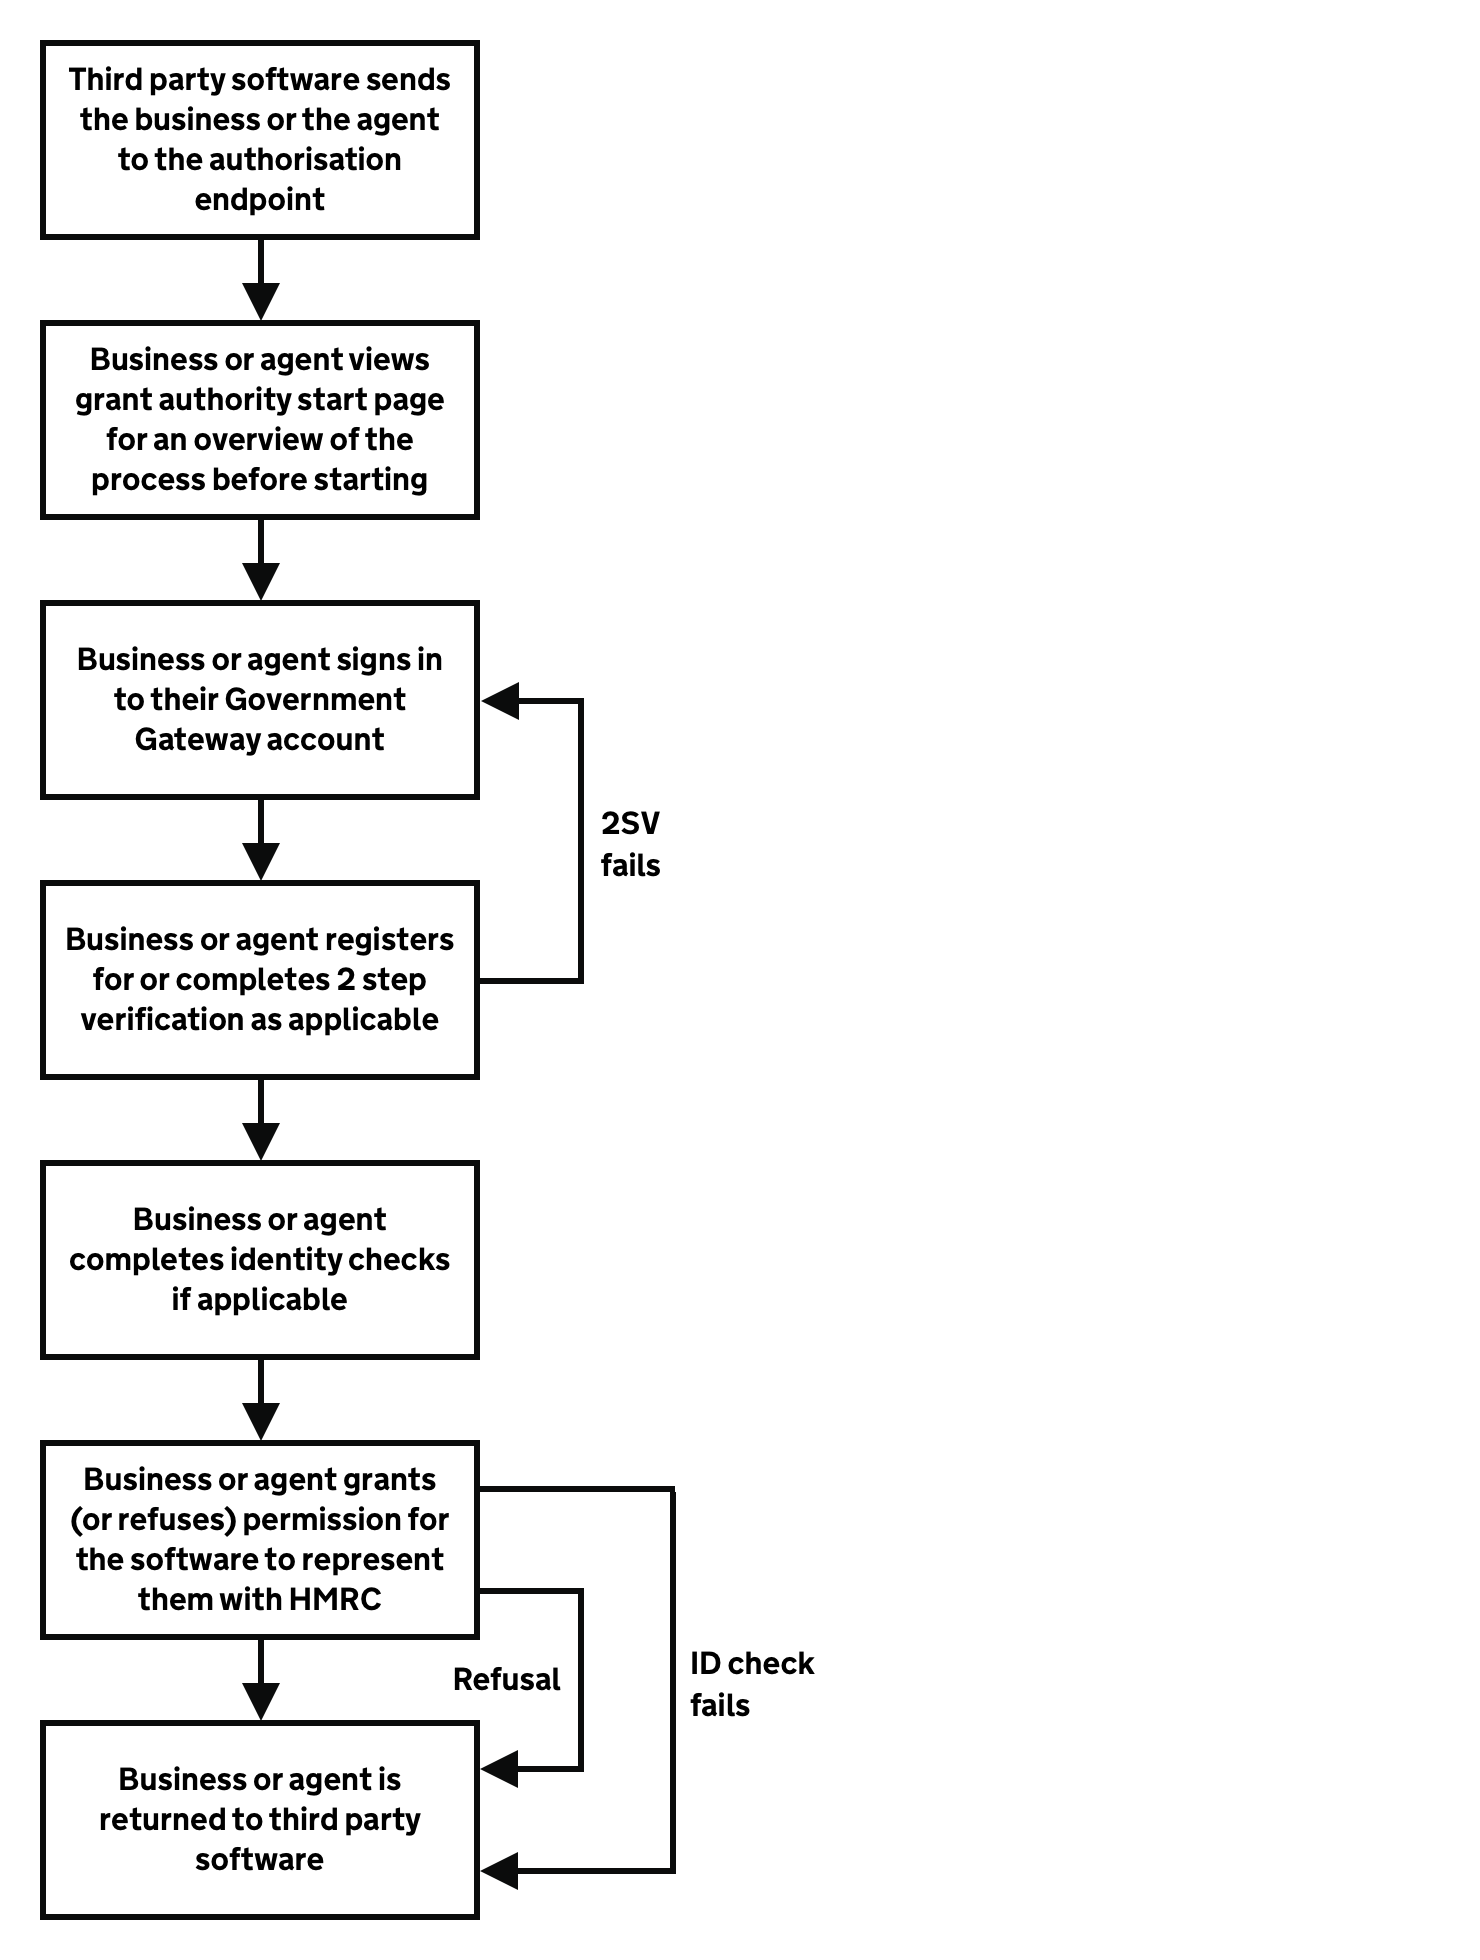 Third party software sends
the business or the agent
to the authorisation
endpoint
Business or agent views
grant authority start page
for an overview of the
process before starting
Business or agent signs in
to their Government
Gateway account
2SV
fails
Business or agent registers
for or completes 2 step
verification as applicable
Business or agent
completes identity checks
if applicable
Business or agent grants
(or refuses) permission for
the software to represent
them with HMRC
Refusal
ID check
fails
Business or agent is
returned to third party
software